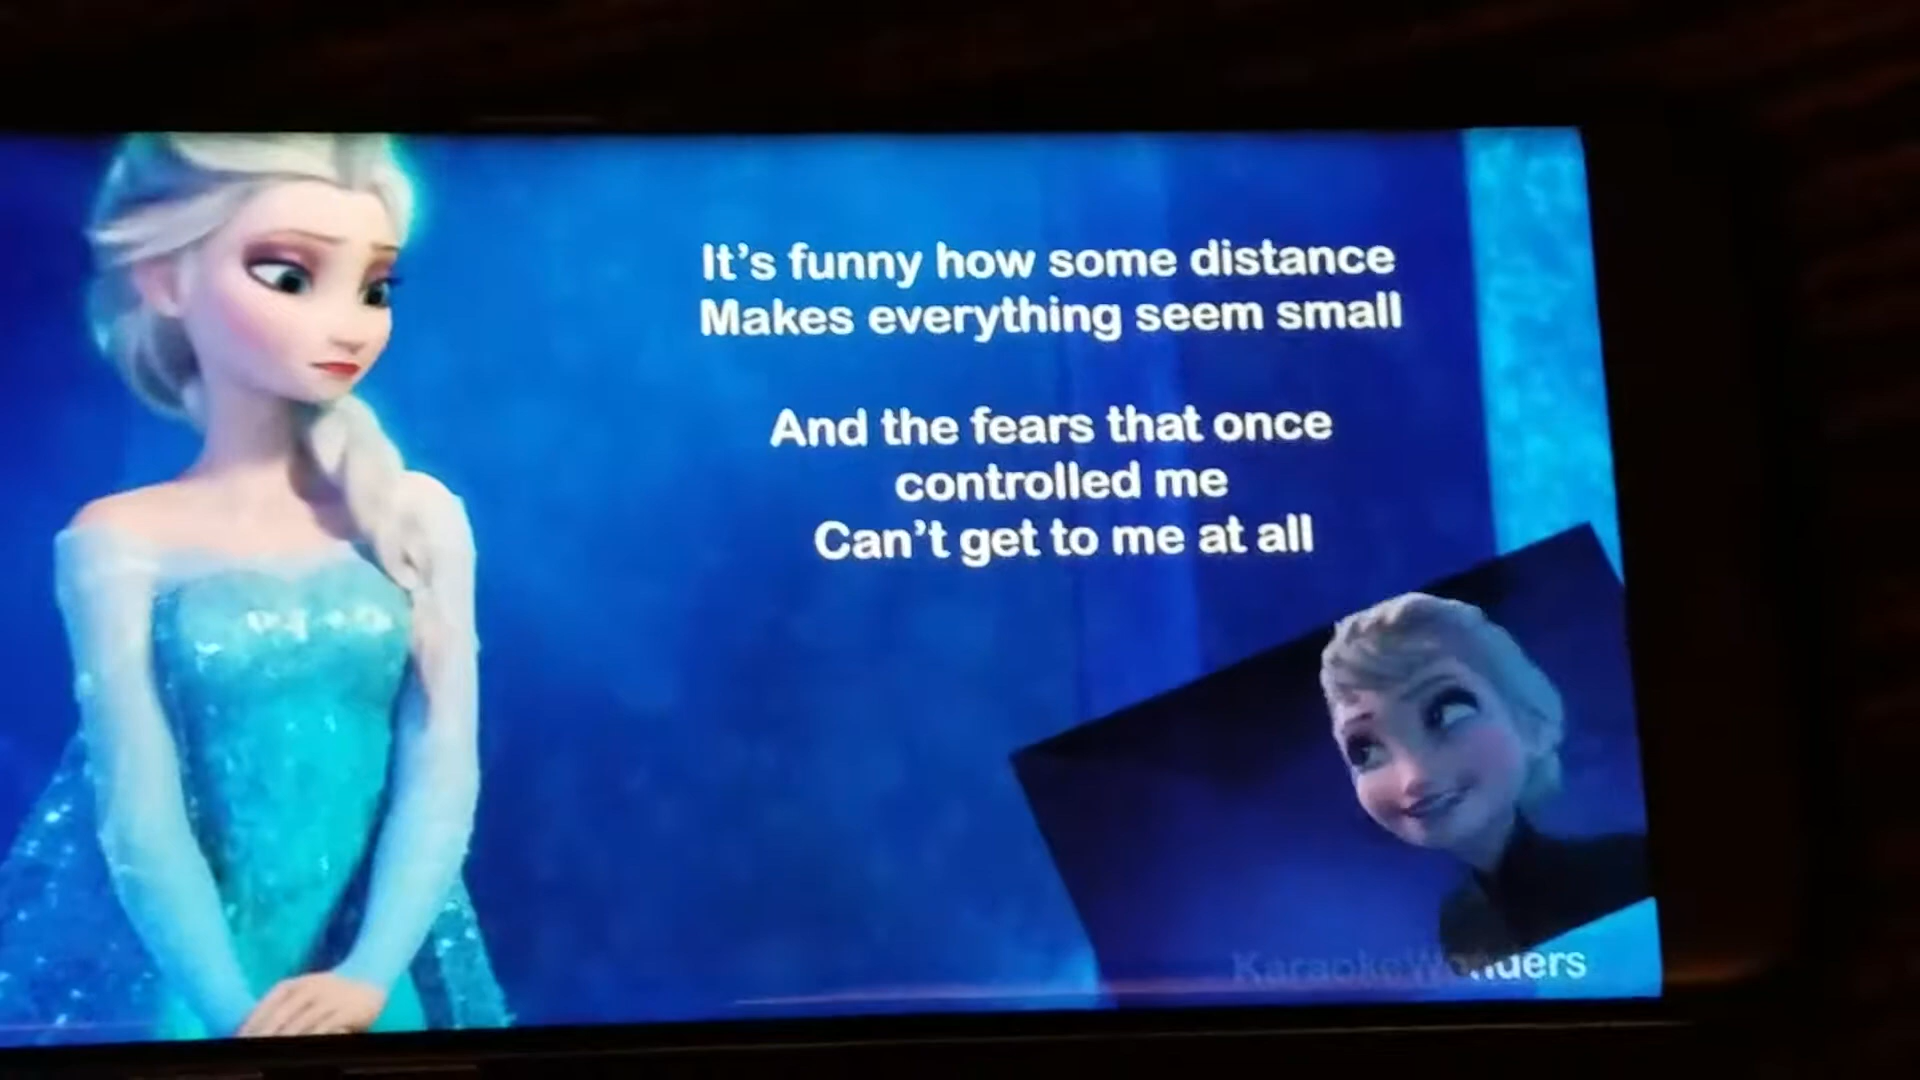 It's funny how some distance
Makes everything seem small
And the fears that once
controlled me
Can't get to me at all
KaraokeWonders